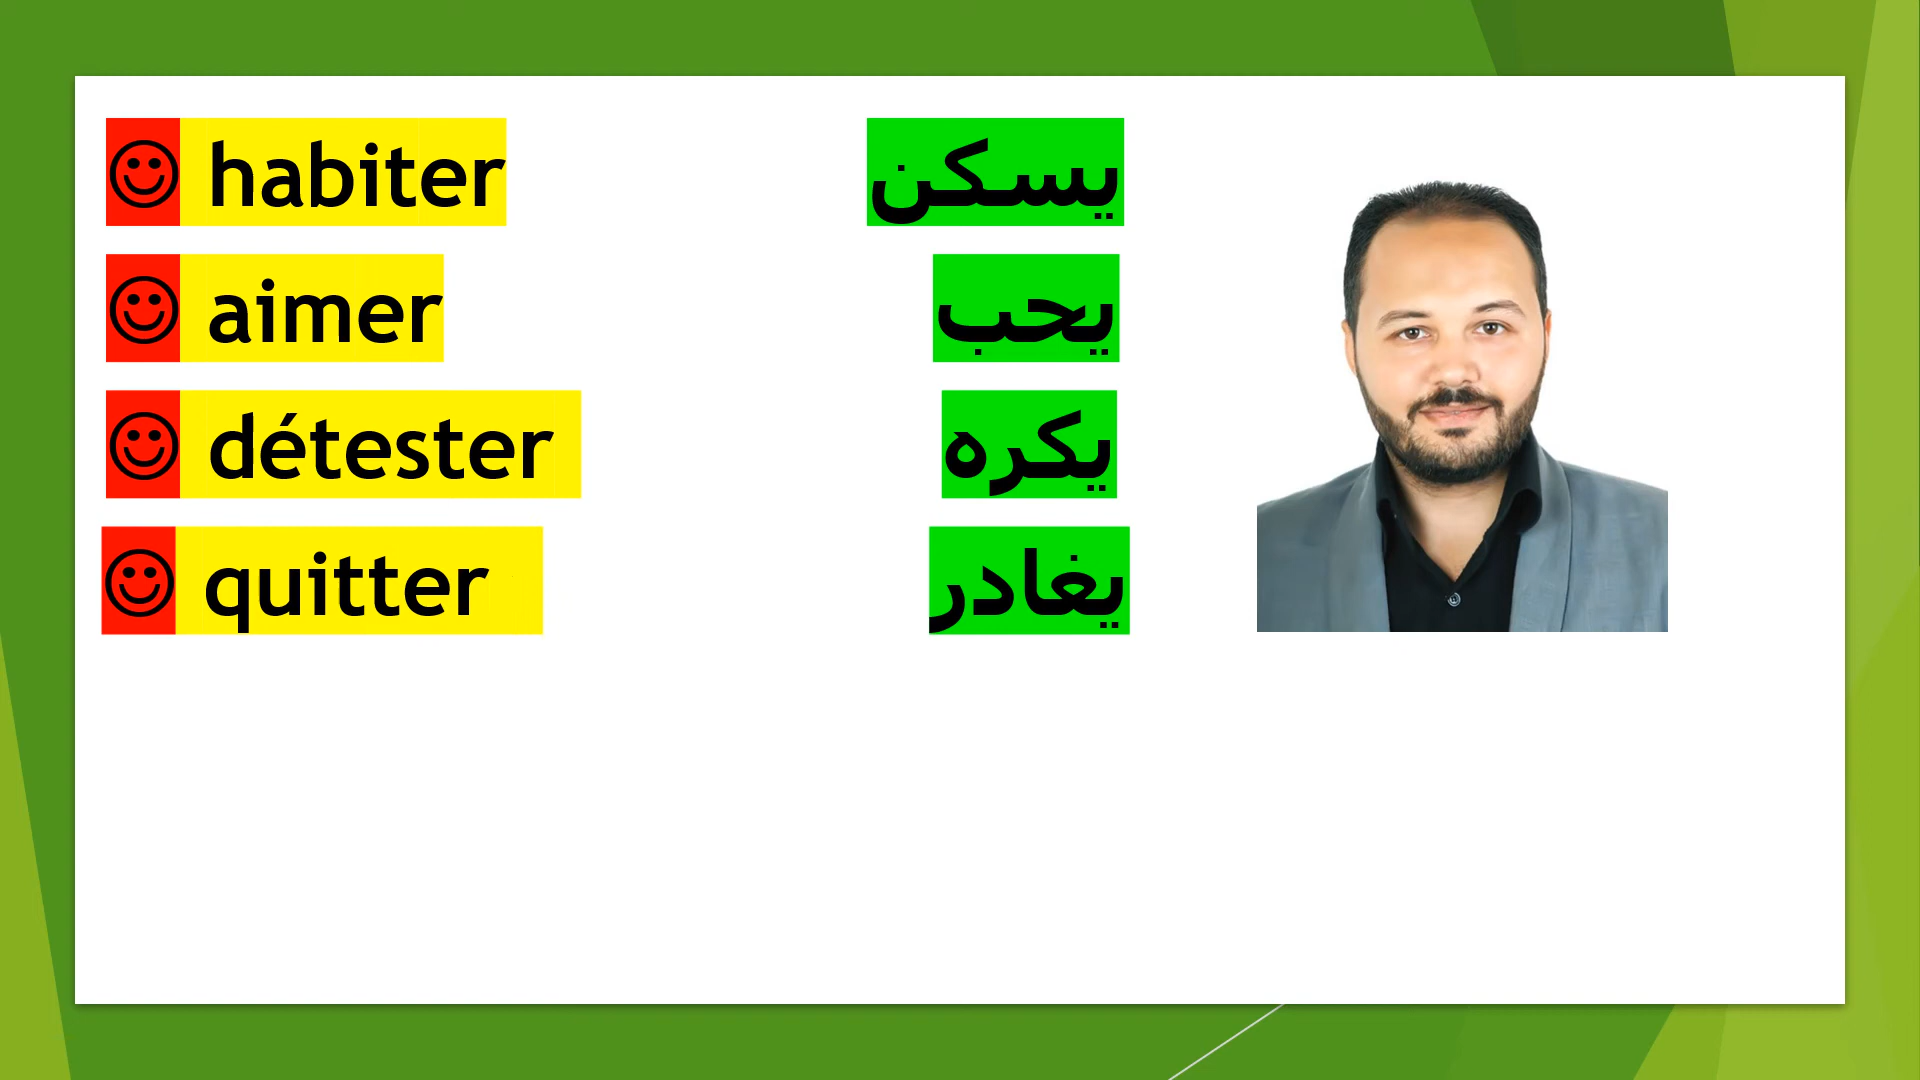 ☺ habiter يسكن
☺ aimer يحب
☺ détester يكره
☺ quitter يغادر